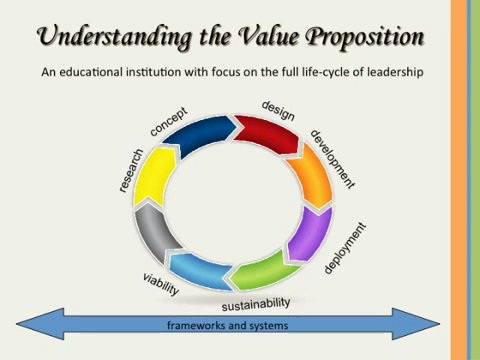 Understanding the Value Proposition
An educational institution with focus on the full life-cycle of leadership
concept
design
development
deployment
sustainability
viability
research
frameworks and systems